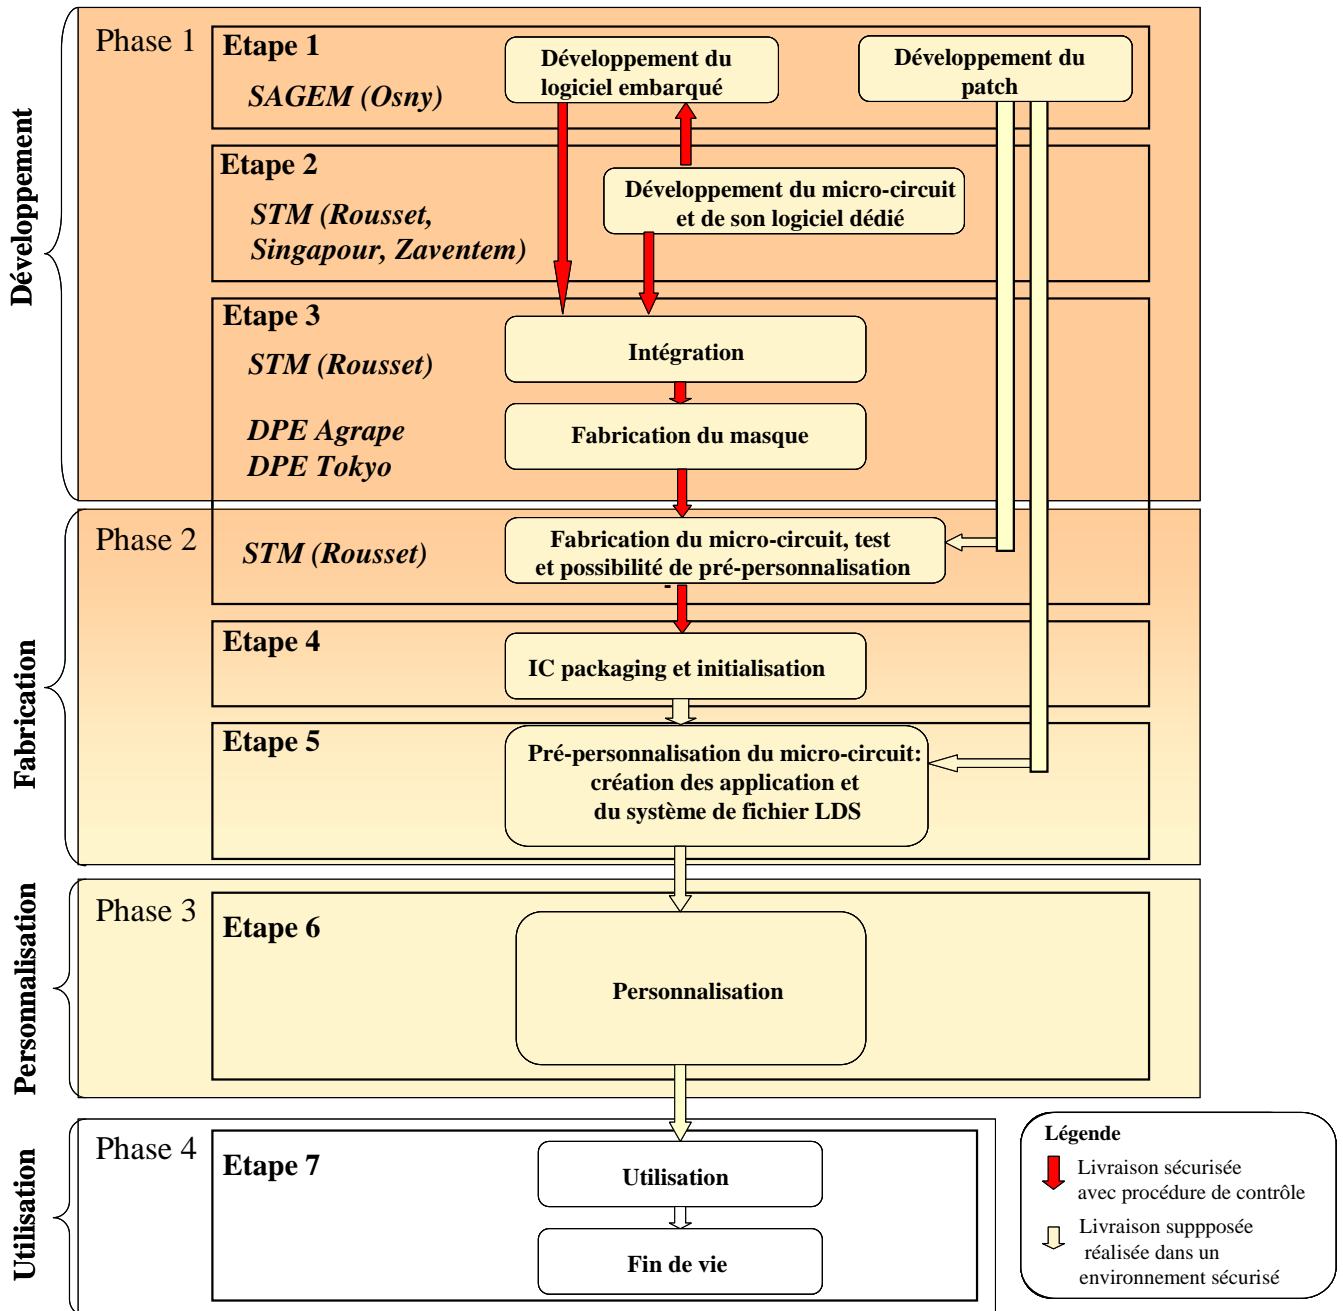 Développement
Phase 1
Etape 1
SAGEM (Osny)
Développement du
logiciel embarqué
Développement du
patch
Etape 2
STM (Rousset,
Singapour, Zaventem)
Développement du micro-circuit
et de son logiciel dédié
Etape 3
STM (Rousset)
Intégration
DPE Agrape
DPE Tokyo
Fabrication du masque
Fabrication
Phase 2
STM (Rousset)
Fabrication du micro-circuit, test
et possibilité de pré-personnalisation
Etape 4
IC packaging et initialisation
Etape 5
Pré-personnalisation du micro-circuit:
création des application et
du système de fichier LDS
Personnalisation
Phase 3
Etape 6
Personnalisation
Utilisation
Phase 4
Etape 7
Utilisation
Fin de vie
Légende
Livraison sécurisée
avec procédure de contrôle
Livraison suppposée
réalisée dans un
environnement sécurisé